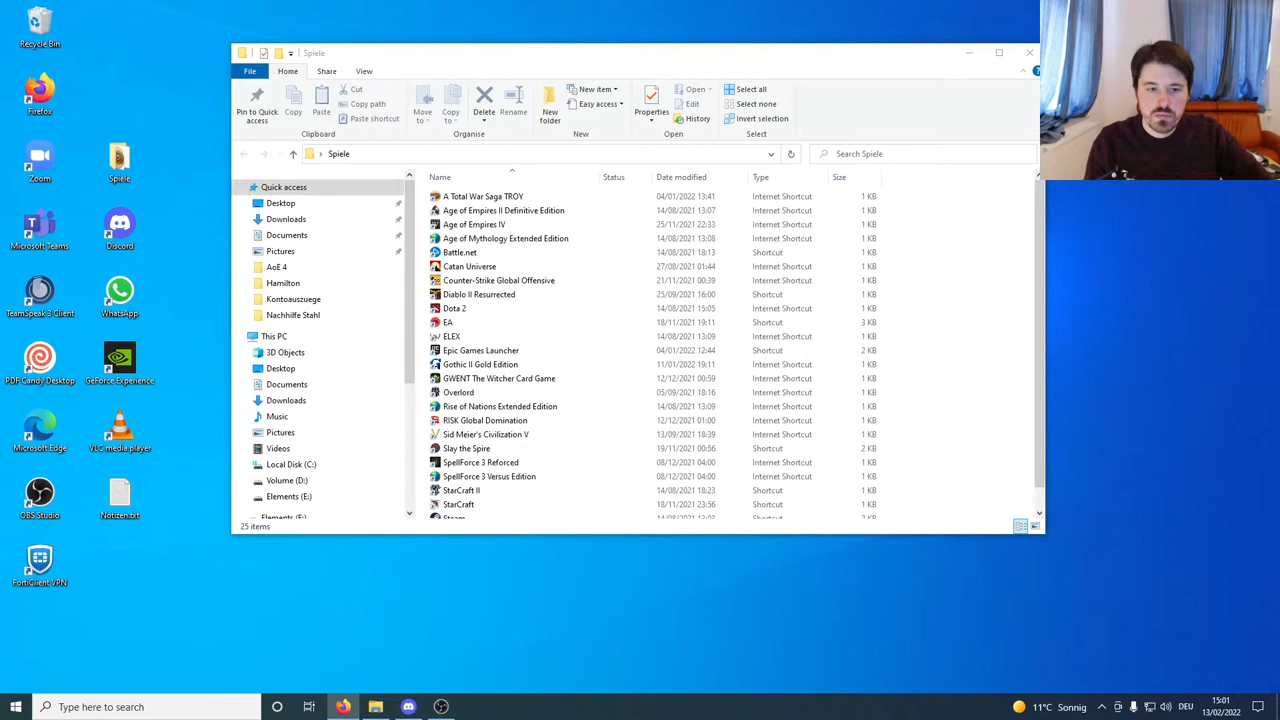 Recycle Bin
Firefox
Zoom
Spiele
Microsoft Teams
Discord
TeamSpeak 3 Client
WhatsApp
PDF Candy Desktop
GeForce Experience
Microsoft Edge
VLC media player
OBS Studio
Notizen.txt
FortiClient VPN
Spiele
File Home Share View
Pin to Quick access
Copy
Paste
Cut
Copy path
Paste shortcut
Clipboard
Move to
Copy to
Delete
Rename
Organise
New folder
New item
Easy access
New
Properties
Open
Edit
History
Open
Select all
Select none
Invert selection
Select
Spiele
Search Spiele
Quick access
Desktop
Downloads
Documents
Pictures
AoE 4
Hamilton
Kontoauszuege
Nachhilfe Stahl
This PC
3D Objects
Desktop
Documents
Downloads
Music
Pictures
Videos
Local Disk (C:)
Volume (D:)
Elements (E:)
Elements (E:)
Name Status Date modified Type Size
A Total War Saga TROY 04/01/2022 13:41 Internet Shortcut 1 KB
Age of Empires II Definitive Edition 14/08/2021 13:07 Internet Shortcut 1 KB
Age of Empires IV 25/11/2021 22:33 Internet Shortcut 1 KB
Age of Mythology Extended Edition 14/08/2021 13:08 Internet Shortcut 1 KB
Battle.net 14/08/2021 18:13 Shortcut 1 KB
Catan Universe 27/08/2021 01:44 Internet Shortcut 1 KB
Counter-Strike Global Offensive 21/11/2021 00:39 Internet Shortcut 1 KB
Diablo II Resurrected 25/09/2021 16:00 Shortcut 1 KB
Dota 2 14/08/2021 15:05 Internet Shortcut 1 KB
EA 18/11/2021 19:11 Shortcut 3 KB
ELEX 14/08/2021 13:09 Internet Shortcut 1 KB
Epic Games Launcher 04/01/2022 12:44 Shortcut 2 KB
Gothic II Gold Edition 11/01/2022 19:11 Internet Shortcut 1 KB
GWENT The Witcher Card Game 12/12/2021 00:59 Internet Shortcut 1 KB
Overlord 05/09/2021 18:16 Internet Shortcut 1 KB
Rise of Nations Extended Edition 14/08/2021 13:09 Internet Shortcut 1 KB
RISK Global Domination 12/12/2021 01:00 Internet Shortcut 1 KB
Sid Meier's Civilization V 13/09/2021 18:39 Internet Shortcut 1 KB
Slay the Spire 19/11/2021 00:56 Shortcut 2 KB
SpellForce 3 Reforced 08/12/2021 04:00 Internet Shortcut 1 KB
SpellForce 3 Versus Edition 08/12/2021 04:00 Internet Shortcut 1 KB
StarCraft II 14/08/2021 18:23 Shortcut 1 KB
StarCraft 18/11/2021 23:56 Shortcut 1 KB
Steam 14/08/2021 13:03 Shortcut 2 KB
25 items
Type here to search
11°C Sonnig
DEU
15:01
13/02/2022